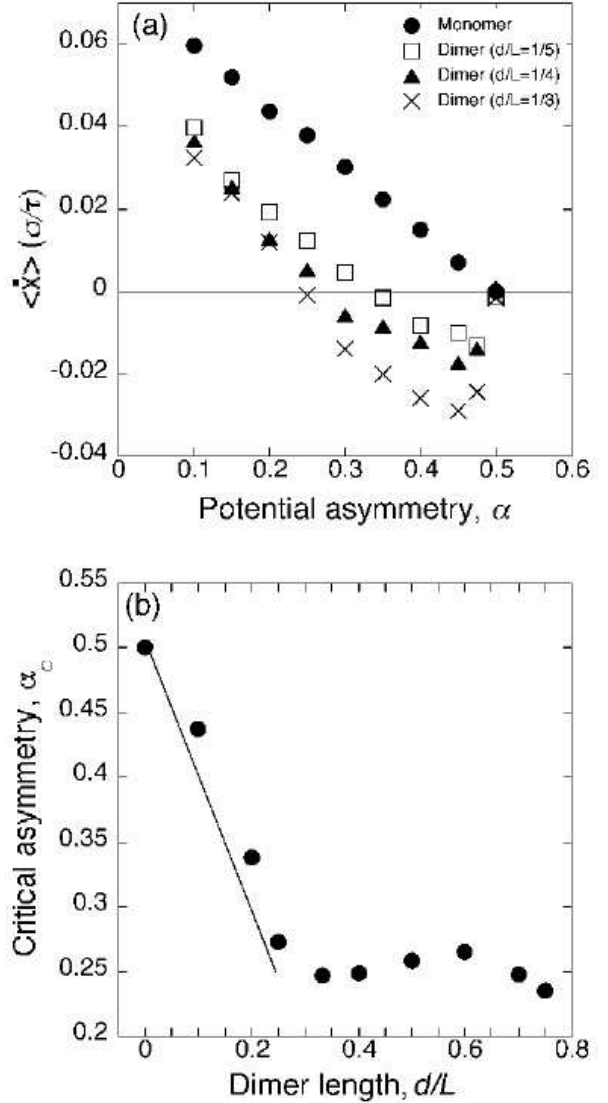 (a)
Monomer
Dimer (d/L=1/5)
Dimer (d/L=1/4)
Dimer (d/L=1/3)
0.06
0.04
0.02
0
-0.02
-0.04
<ẋ> (σ/τ)
0 0.1 0.2 0.3 0.4 0.5 0.6
Potential asymmetry, α
(b)
0.55
0.5
0.45
0.4
0.35
0.3
0.25
0.2
Critical asymmetry, αc
0 0.2 0.4 0.6 0.8
Dimer length, d/L